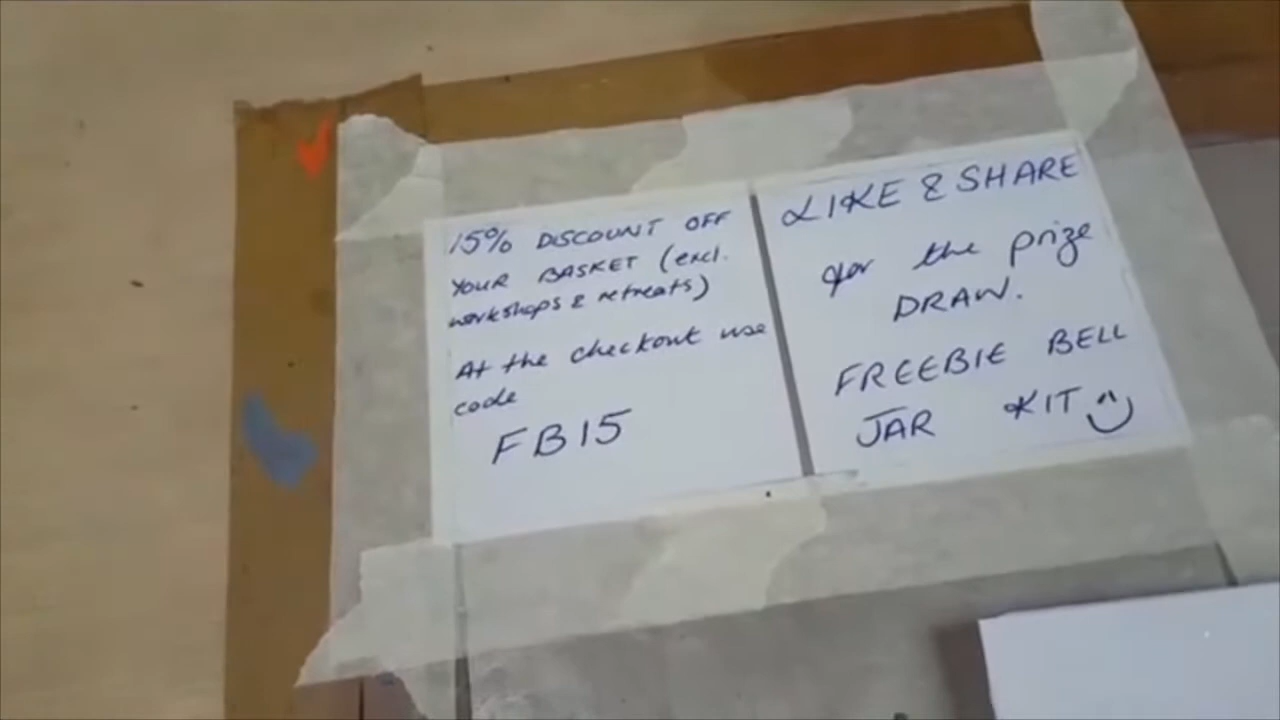 15% DISCOUNT OFF
YOUR BASKET (excl.
workshops & retreats)
At the checkout use
code
FB15
LIKE & SHARE
for the prize
DRAW.
FREEBIE BELL
JAR KIT